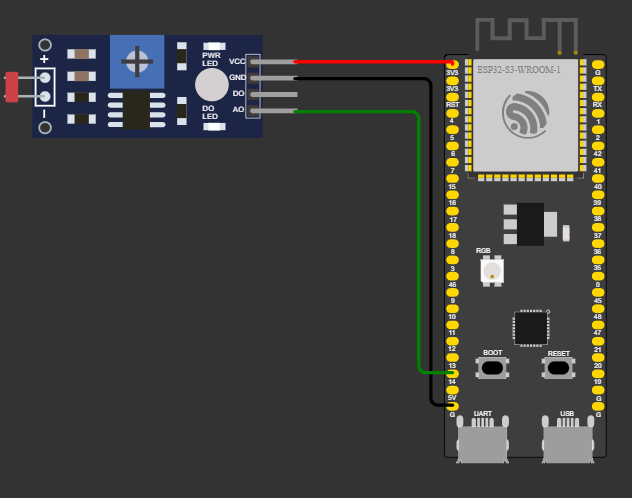 +
−
PWR
LED
DO
LED
VCC
GND
DO
AO
ESP32-S3-WROOM-1
3V3
3V3
RST
4
5
6
7
15
16
17
18
8
3
46
9
10
11
12
13
14
5V
G
G
TX
RX
1
2
42
41
40
39
38
37
36
35
0
45
48
47
21
20
19
G
G
RGB
BOOT
RESET
UART
USB